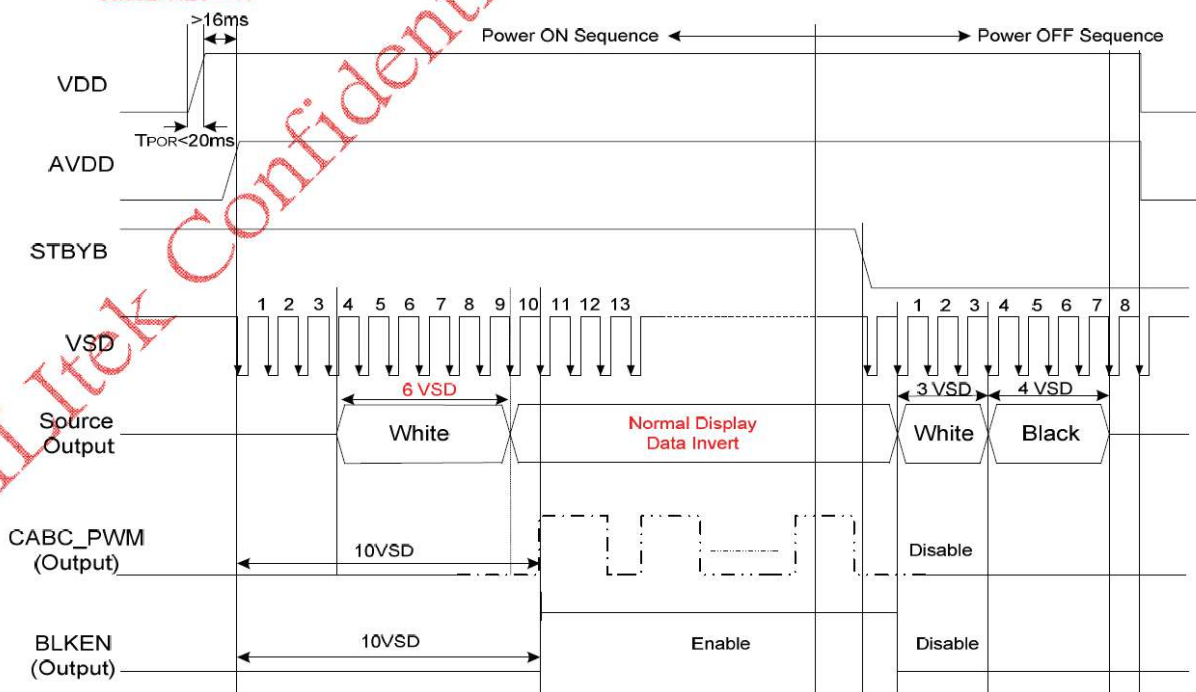 >16ms
Power ON Sequence
Power OFF Sequence
VDD
TPOR<20ms
AVDD
STBYB
1 2 3 4 5 6 7 8 9 10 11 12 13
1 2 3 4 5 6 7 8
VSD
6 VSD
3 VSD
4 VSD
Source
Output
White
Normal Display
Data Invert
White
Black
CABC_PWM
(Output)
10VSD
Disable
BLKEN
(Output)
10VSD
Enable
Disable
Itek Confident